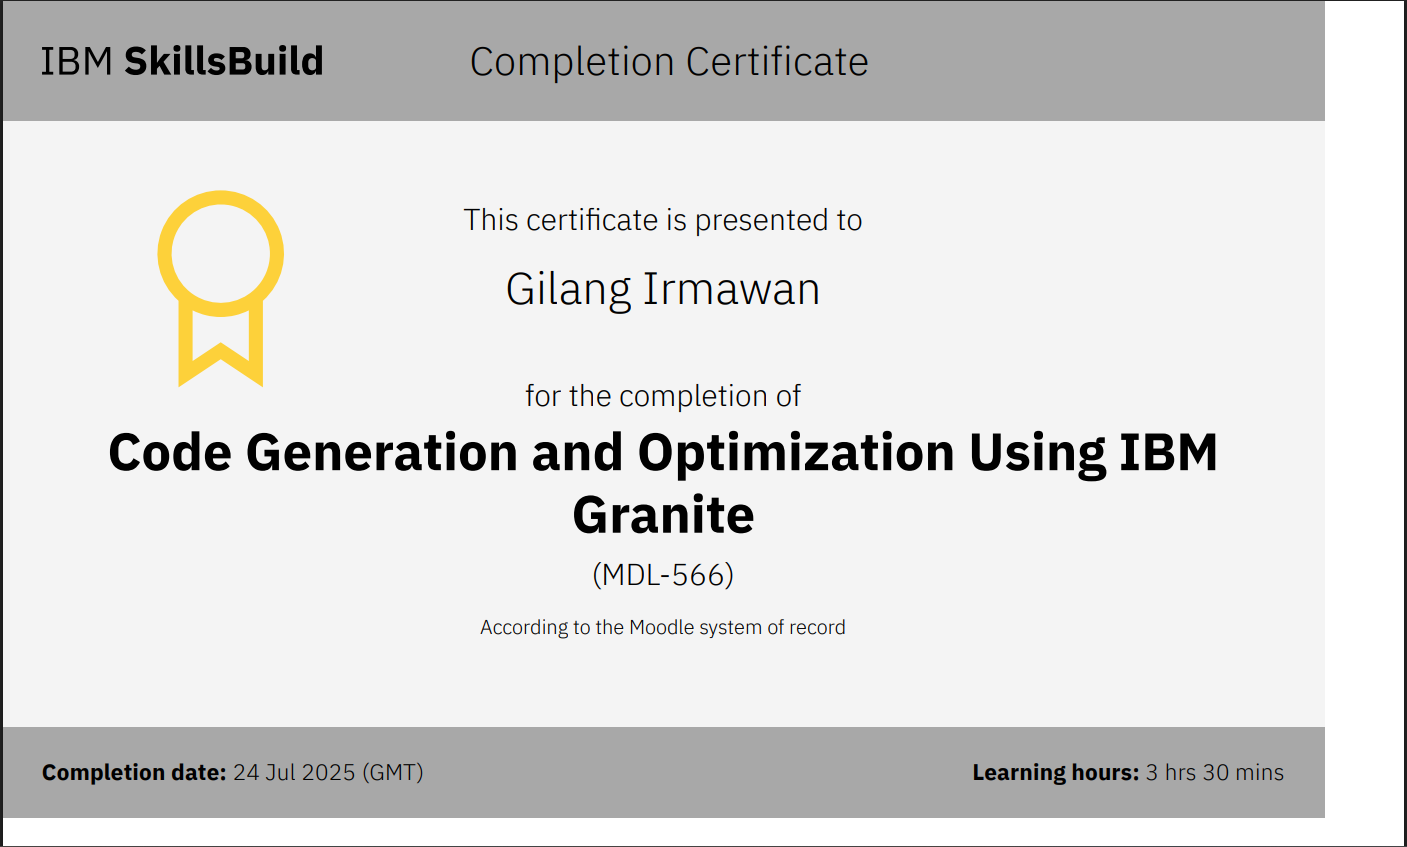 IBM SkillsBuild
Completion Certificate
This certificate is presented to
Gilang Irmawan
for the completion of
Code Generation and Optimization Using IBM
Granite
(MDL-566)
According to the Moodle system of record
Completion date: 24 Jul 2025 (GMT)
Learning hours: 3 hrs 30 mins